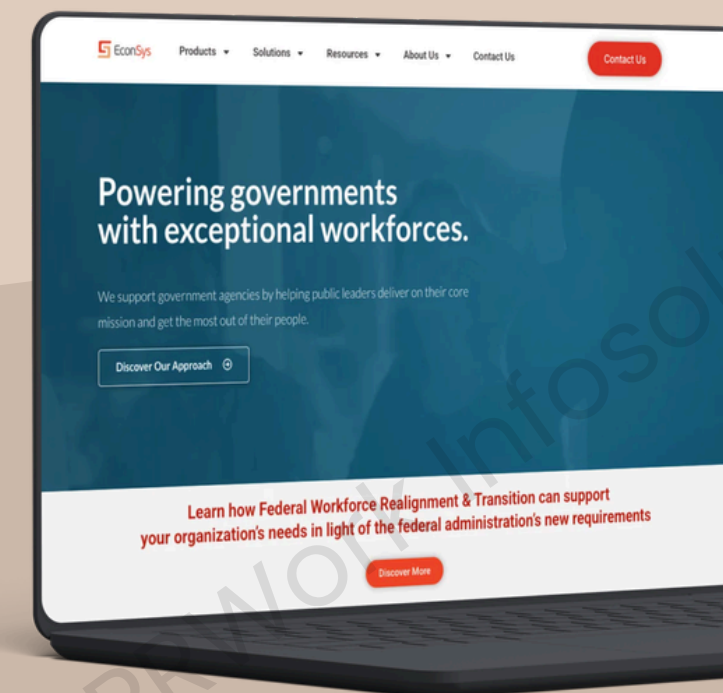 EconSys Products Solutions Resources About Us Contact Us Contact Us
Powering governments
with exceptional workforces.
We support government agencies by helping public leaders deliver on their core
mission and get the most out of their people.
Discover Our Approach
Learn how Federal Workforce Realignment & Transition can support
your organization's needs in light of the federal administration's new requirements
Discover More